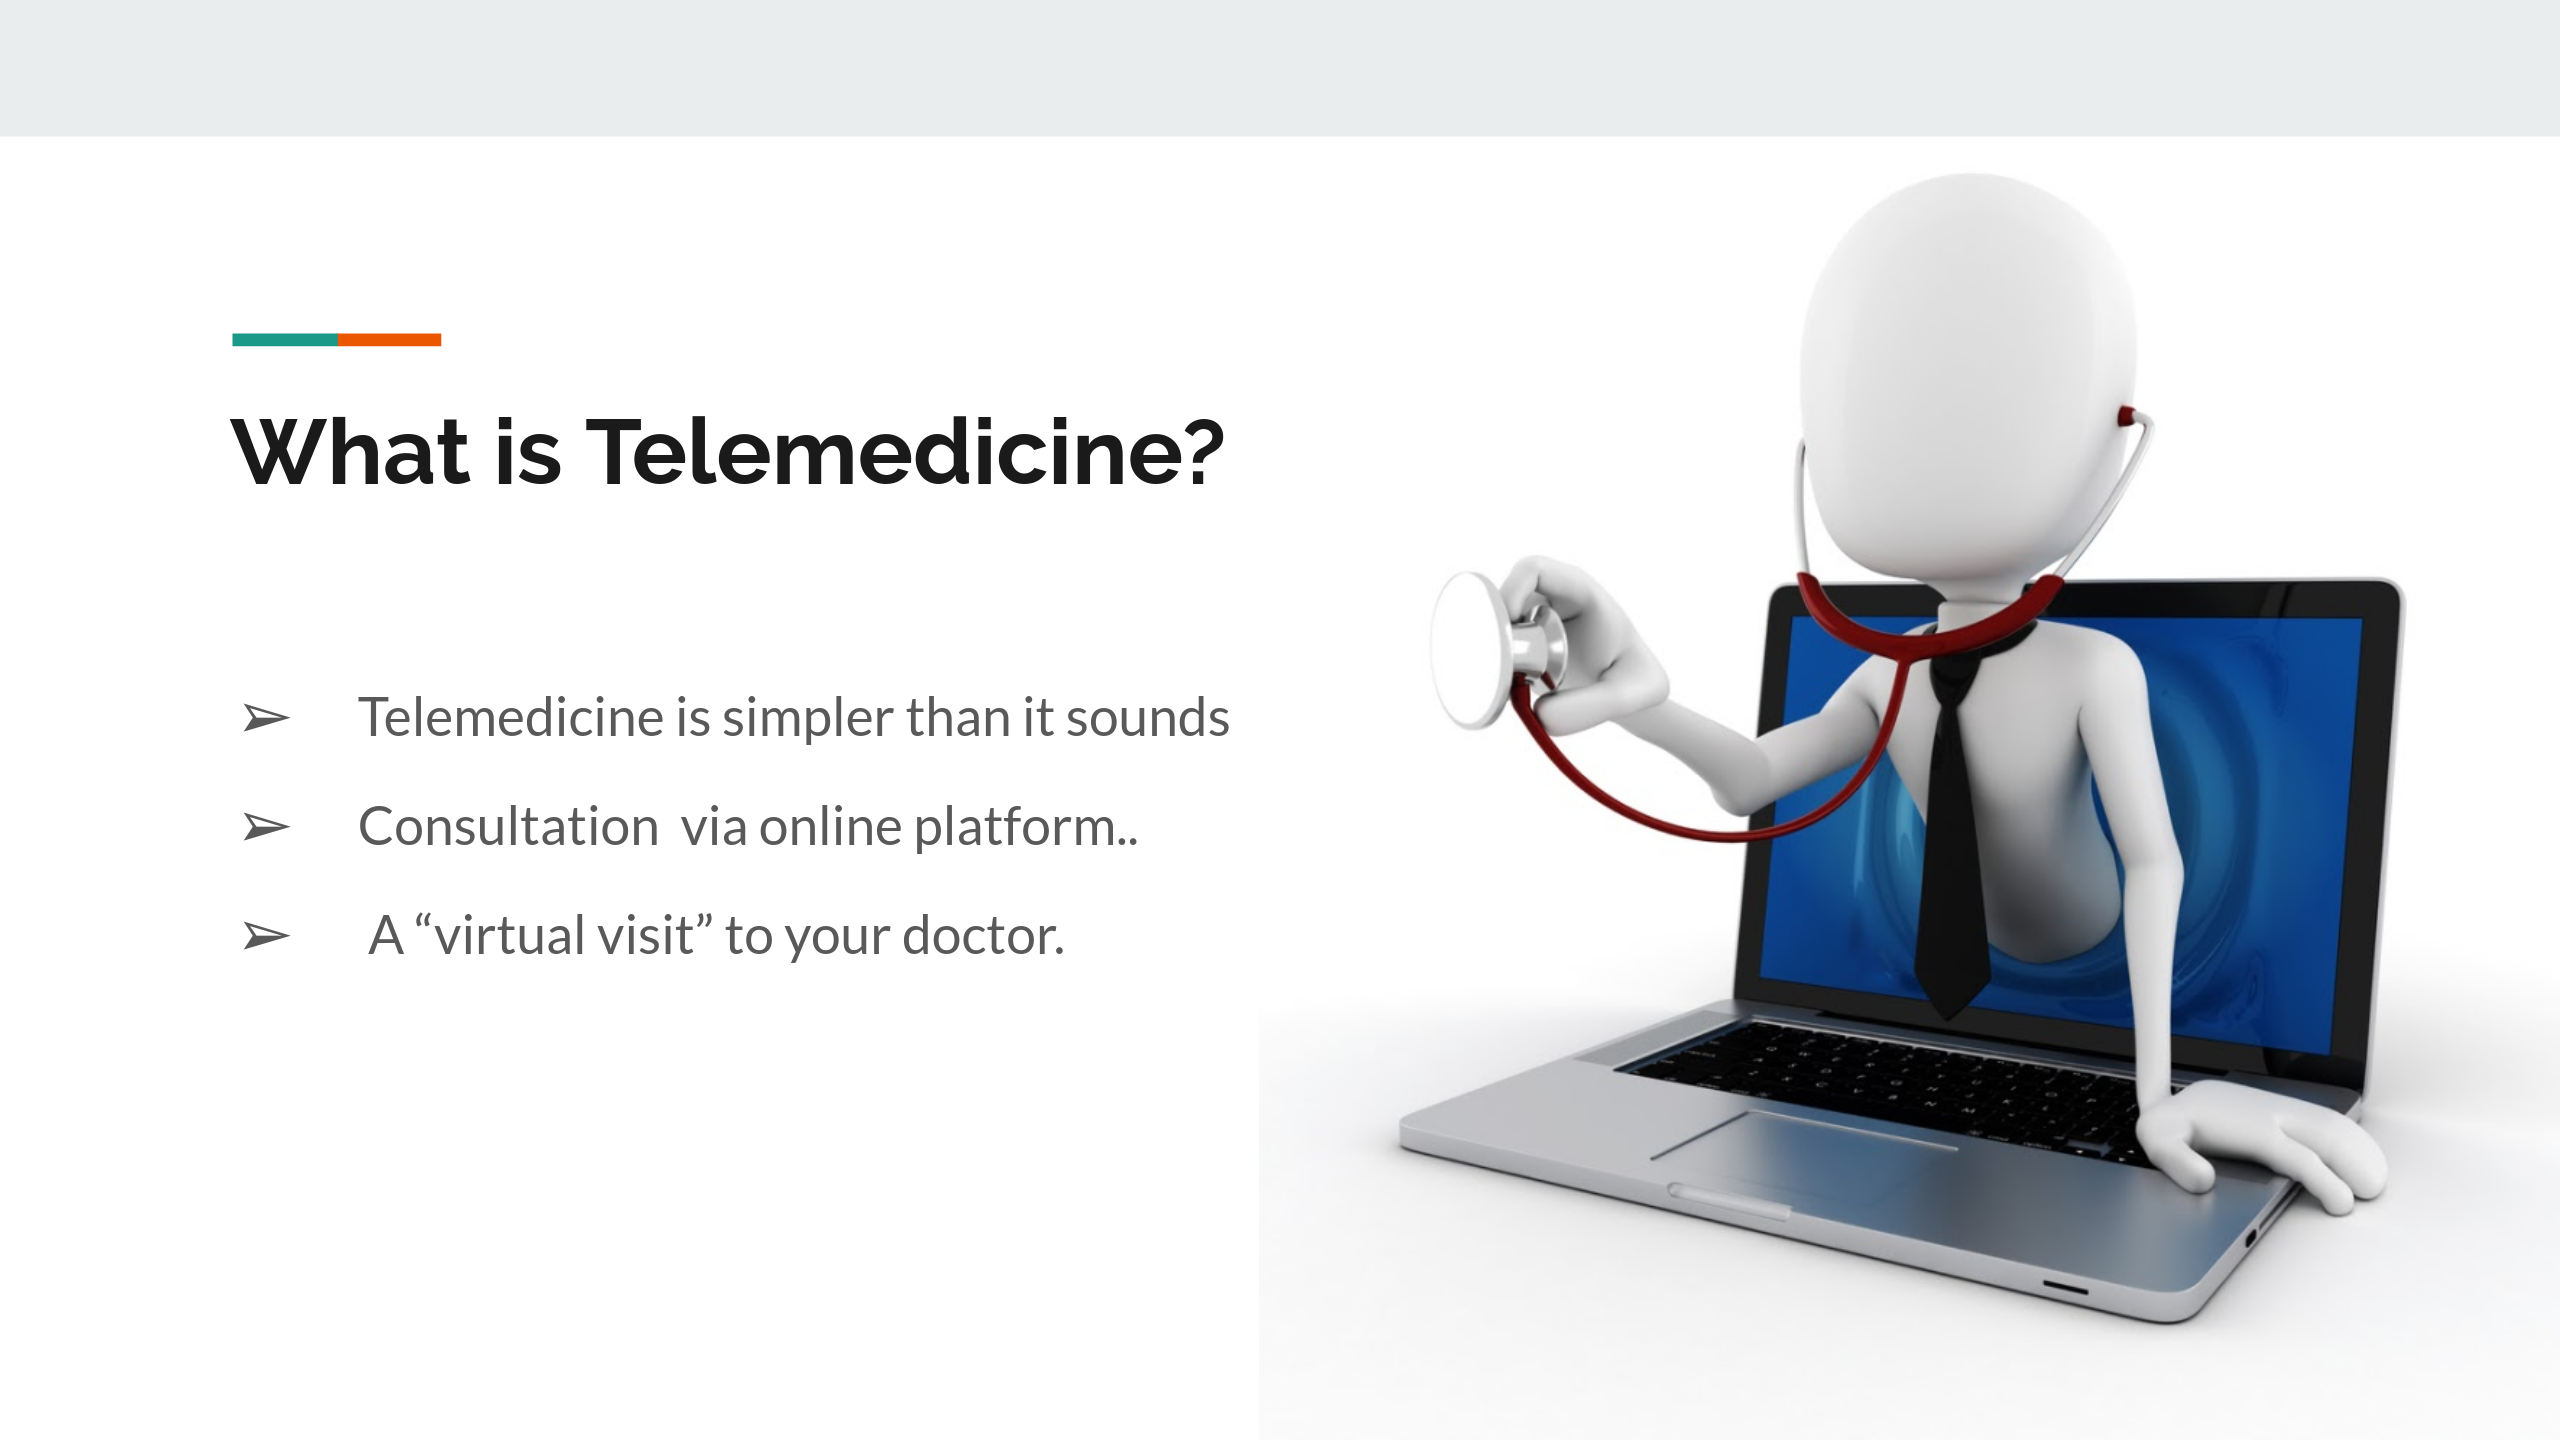 What is Telemedicine?
➢ Telemedicine is simpler than it sounds
➢ Consultation  via online platform..
➢ A “virtual visit” to your doctor.